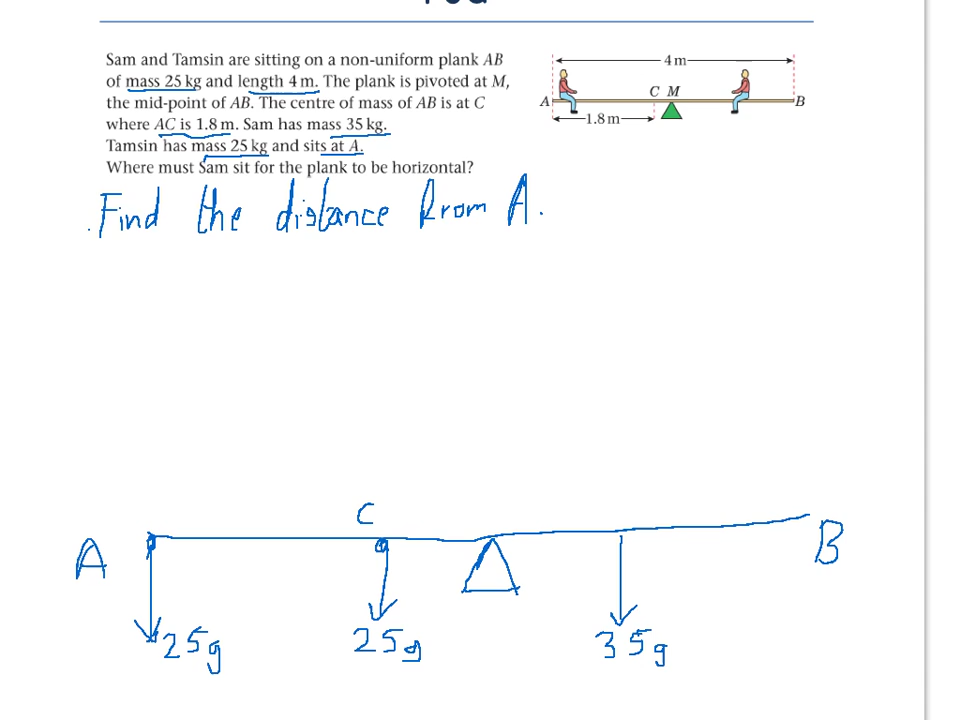 Sam and Tamsin are sitting on a non-uniform plank AB
of mass 25 kg and length 4 m. The plank is pivoted at M,
the mid-point of AB. The centre of mass of AB is at C
where AC is 1.8 m. Sam has mass 35 kg.
Tamsin has mass 25 kg and sits at A.
Where must Sam sit for the plank to be horizontal?
4 m
C M
A
B
1.8 m
Find the distance from A.
C
A
B
25g
25g
35g